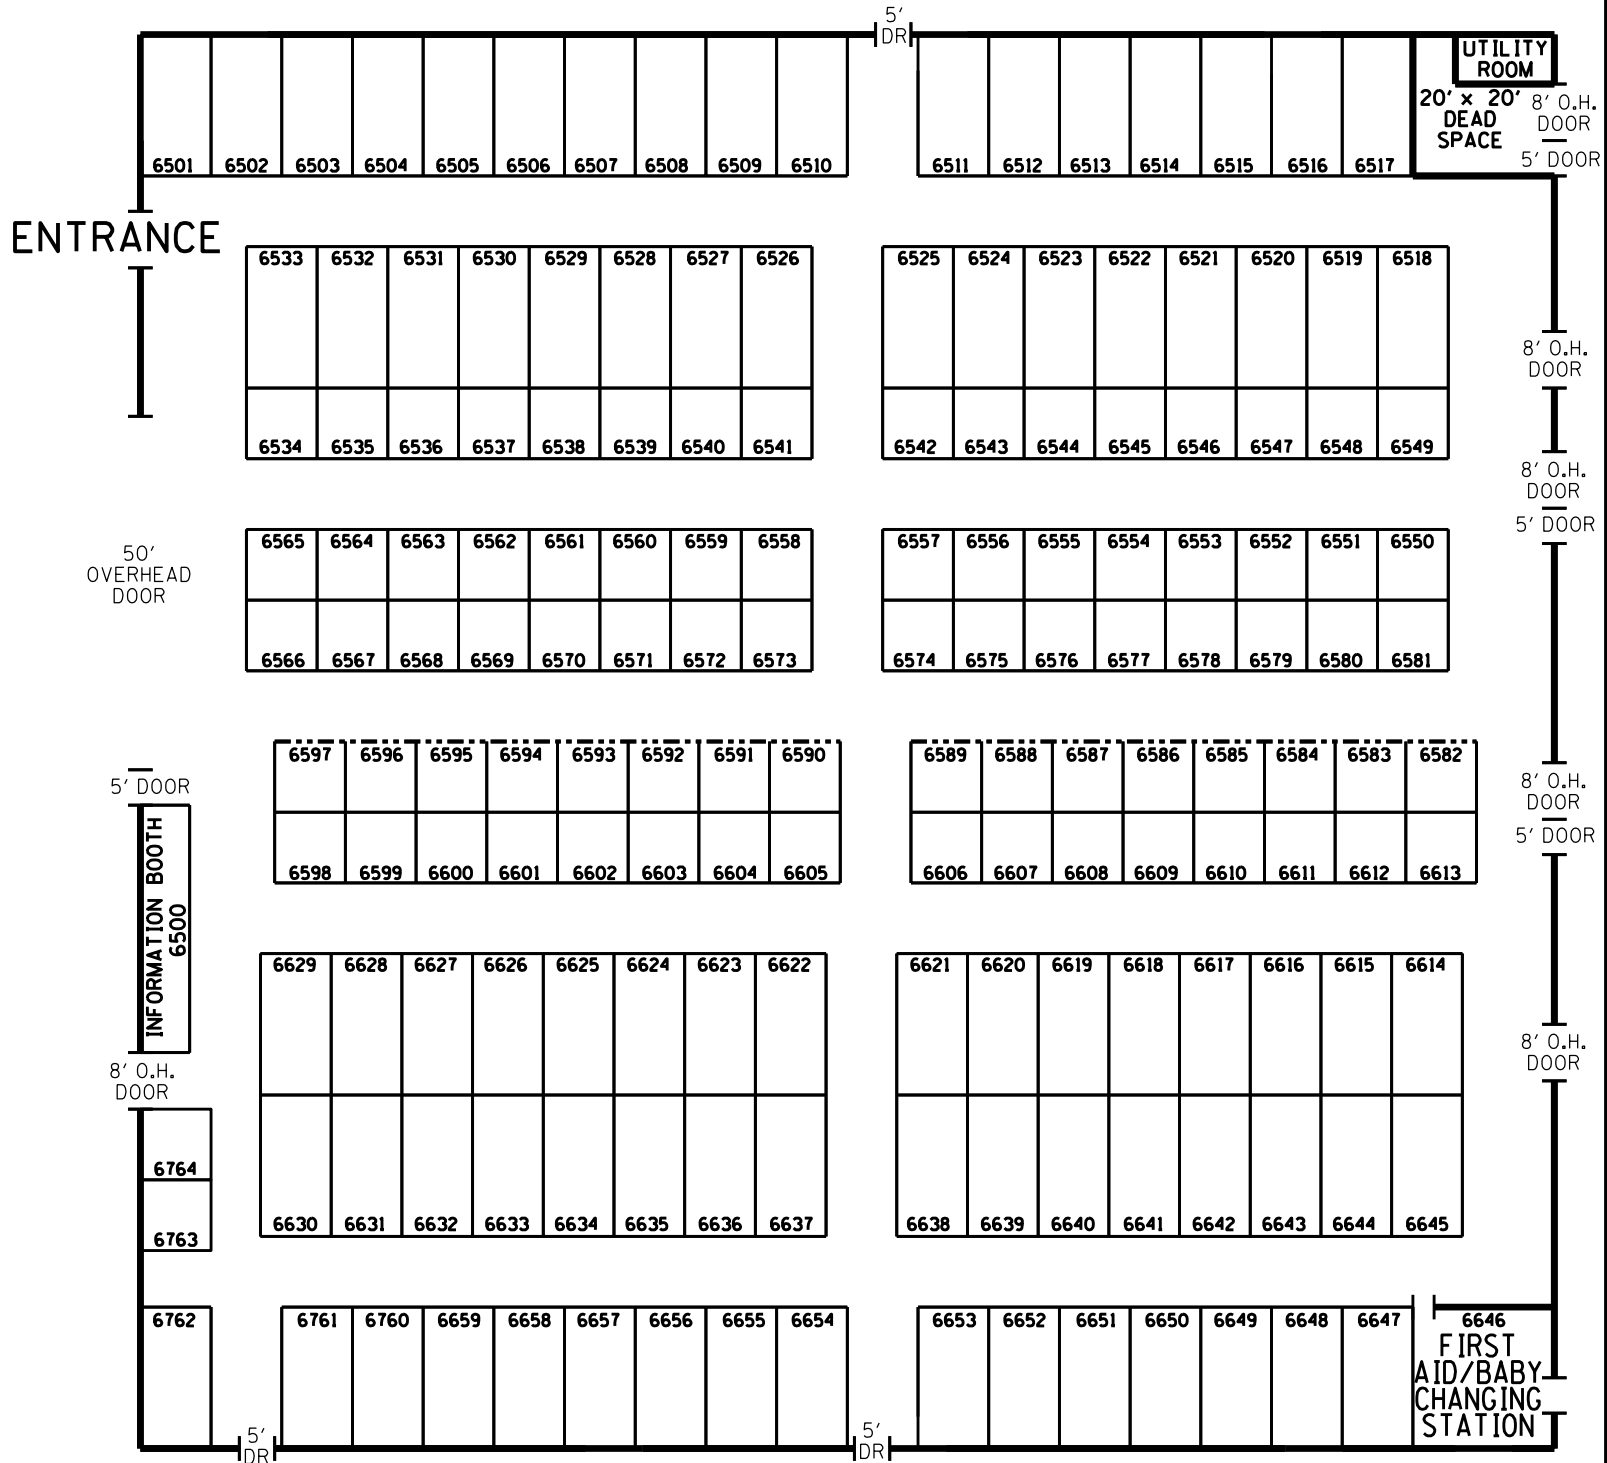 5'
DR
UTILITY
ROOM
20' x 20'
DEAD
SPACE
8' O.H.
DOOR
5' DOOR
6501 6502 6503 6504 6505 6506 6507 6508 6509 6510 6511 6512 6513 6514 6515 6516 6517
ENTRANCE
6533 6532 6531 6530 6529 6528 6527 6526 6525 6524 6523 6522 6521 6520 6519 6518
8' O.H.
DOOR
6534 6535 6536 6537 6538 6539 6540 6541 6542 6543 6544 6545 6546 6547 6548 6549
8' O.H.
DOOR
5' DOOR
6565 6564 6563 6562 6561 6560 6559 6558 6557 6556 6555 6554 6553 6552 6551 6550
50'
OVERHEAD
DOOR
6566 6567 6568 6569 6570 6571 6572 6573 6574 6575 6576 6577 6578 6579 6580 6581
6597 6596 6595 6594 6593 6592 6591 6590 6589 6588 6587 6586 6585 6584 6583 6582
5' DOOR
8' O.H.
DOOR
5' DOOR
6598 6599 6600 6601 6602 6603 6604 6605 6606 6607 6608 6609 6610 6611 6612 6613
INFORMATION BOOTH
6500
6629 6628 6627 6626 6625 6624 6623 6622 6621 6620 6619 6618 6617 6616 6615 6614
8' O.H.
DOOR
8' O.H.
DOOR
6764
6630 6631 6632 6633 6634 6635 6636 6637 6638 6639 6640 6641 6642 6643 6644 6645
6763
6762 6761 6760 6659 6658 6657 6656 6655 6654 6653 6652 6651 6650 6649 6648 6647 6646
FIRST
AID/BABY
CHANGING
STATION
5'
DR
5'
DR